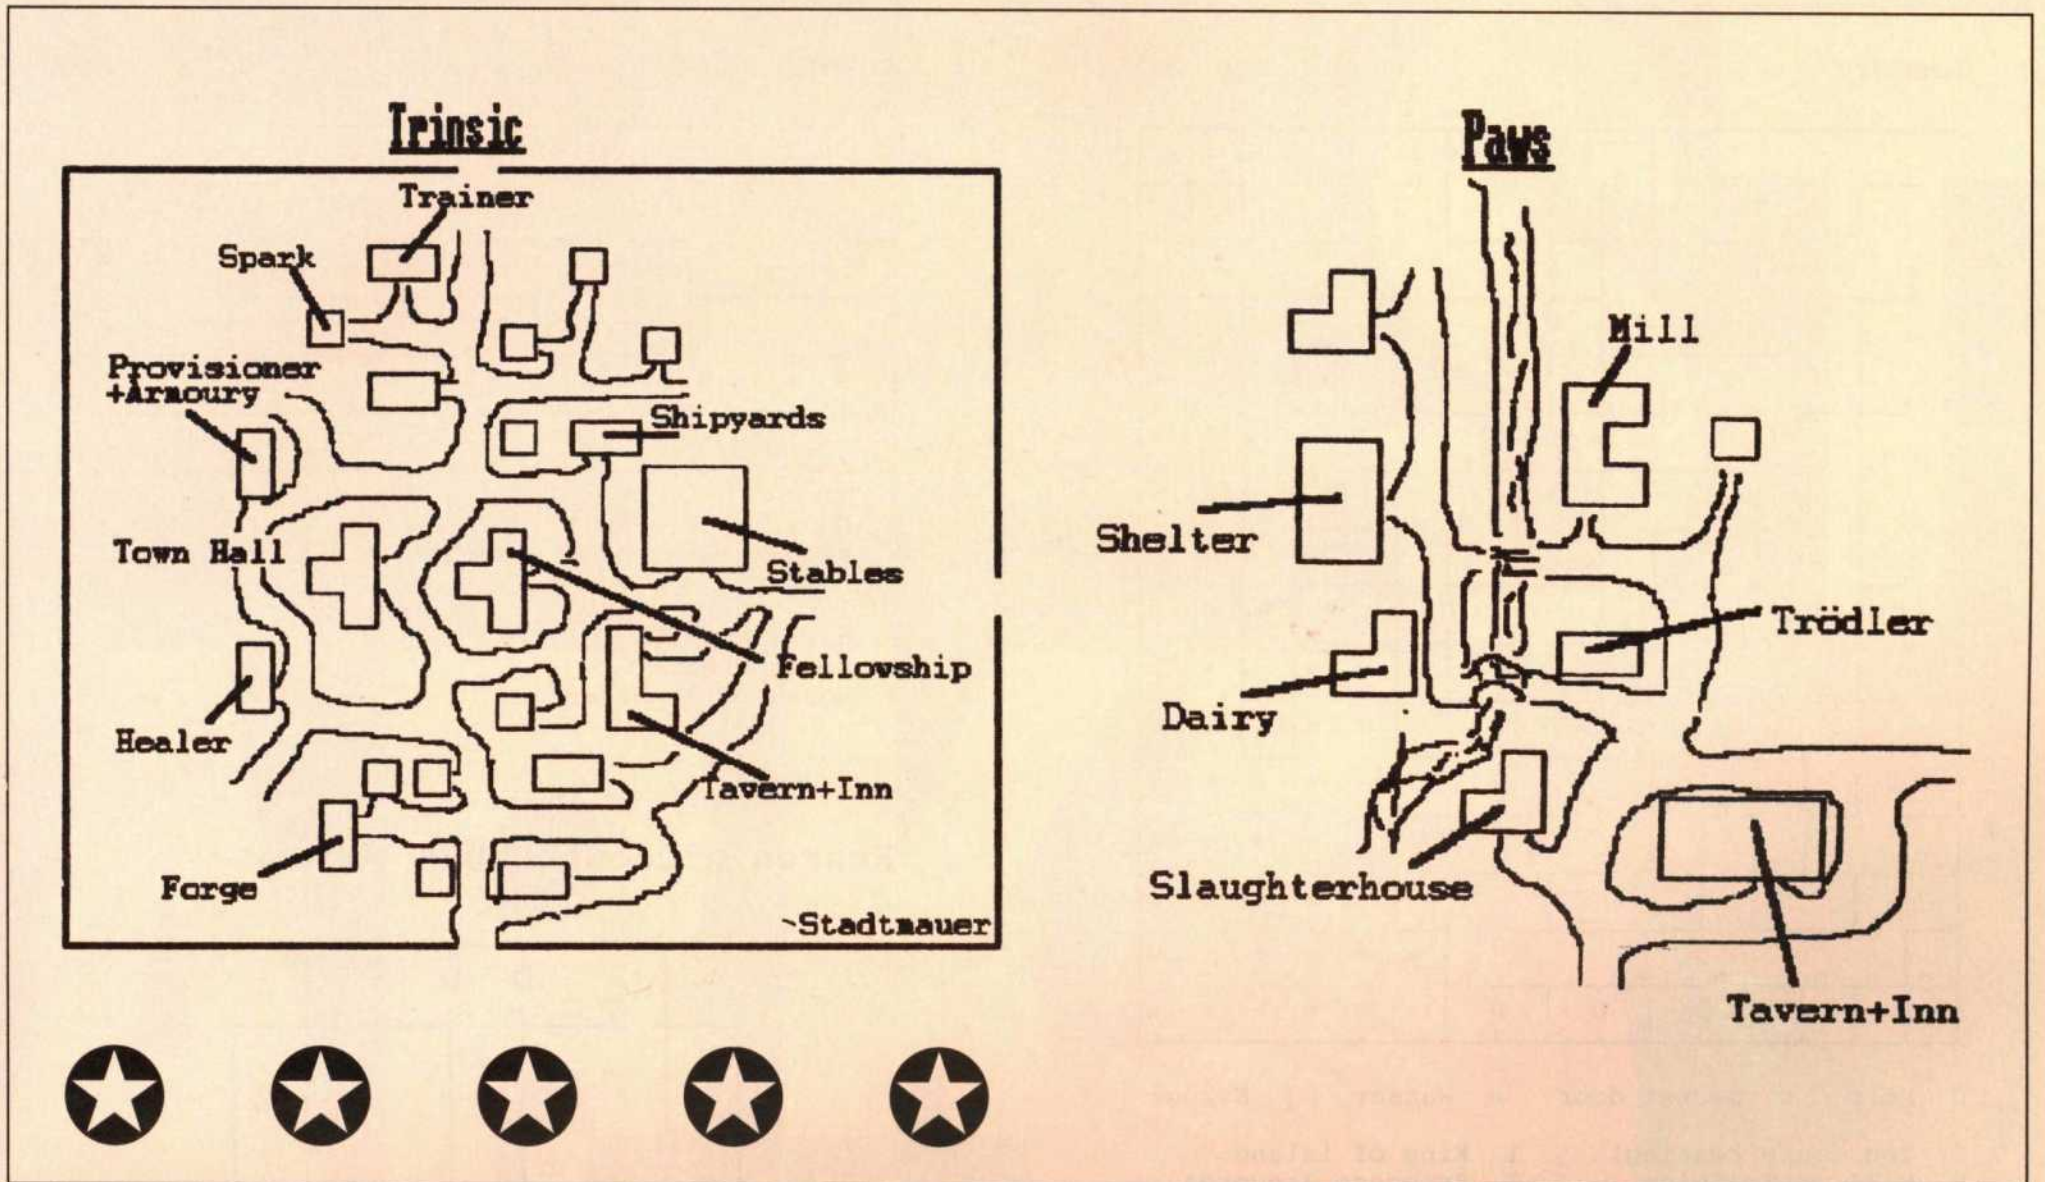 Trinsic
Trainer
Spark
Provisioner
+Armoury
Shipyards
Town Hall
Stables
Fellowship
Healer
Tavern+Inn
Forge
~Stadtmauer
Paws
Mill
Shelter
Trödler
Dairy
Slaughterhouse
Tavern+Inn